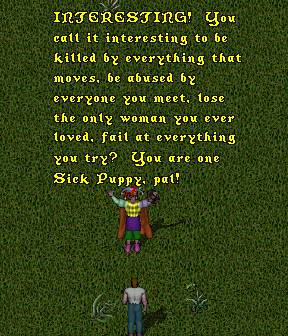 INTERESTING! You
call it interesting to be
killed by everything that
moves, be abused by
everyone you meet, lose
the only woman you ever
loved, fail at everything
you try? You are one
Sick Puppy, pal!